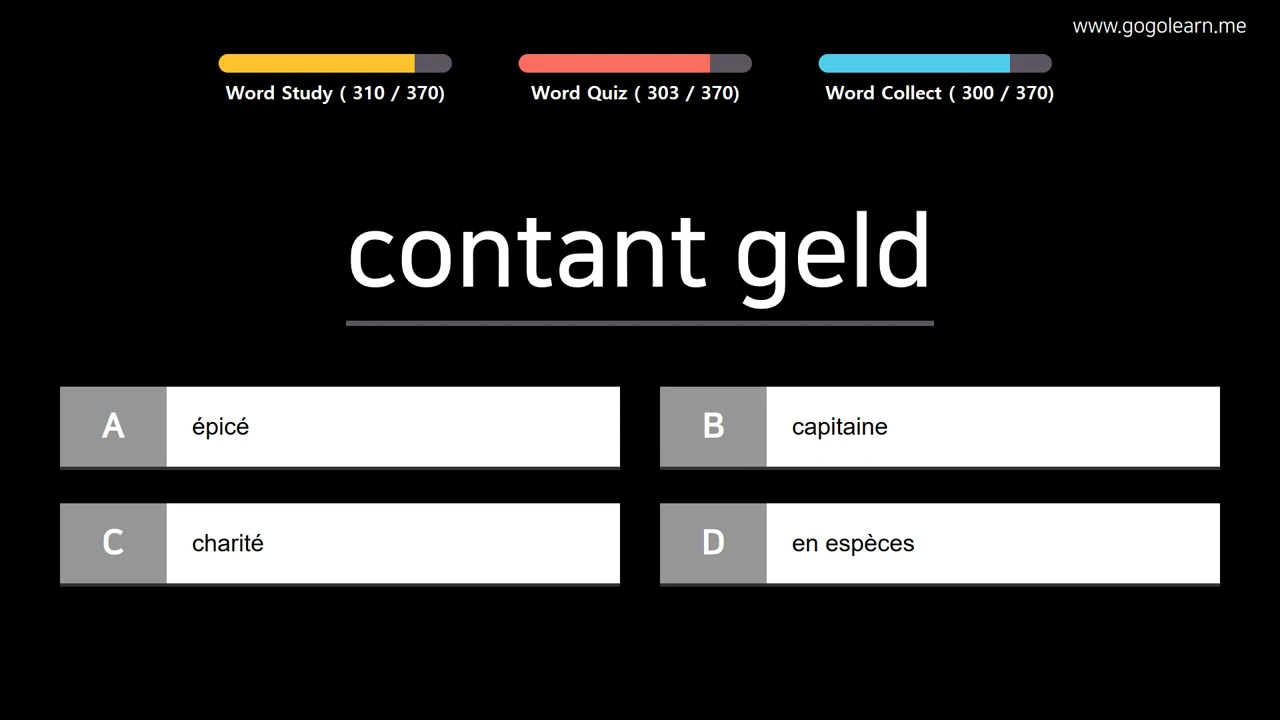 www.gogolearn.me
Word Study ( 310 / 370)
Word Quiz ( 303 / 370)
Word Collect ( 300 / 370)
contant geld
A épicé
B capitaine
C charité
D en espèces